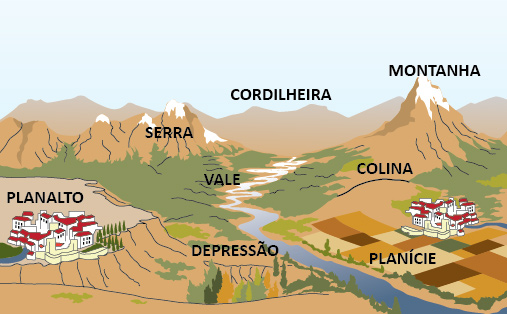 MONTANHA
CORDILHEIRA
SERRA
COLINA
VALE
PLANALTO
DEPRESSÃO
PLANÍCIE